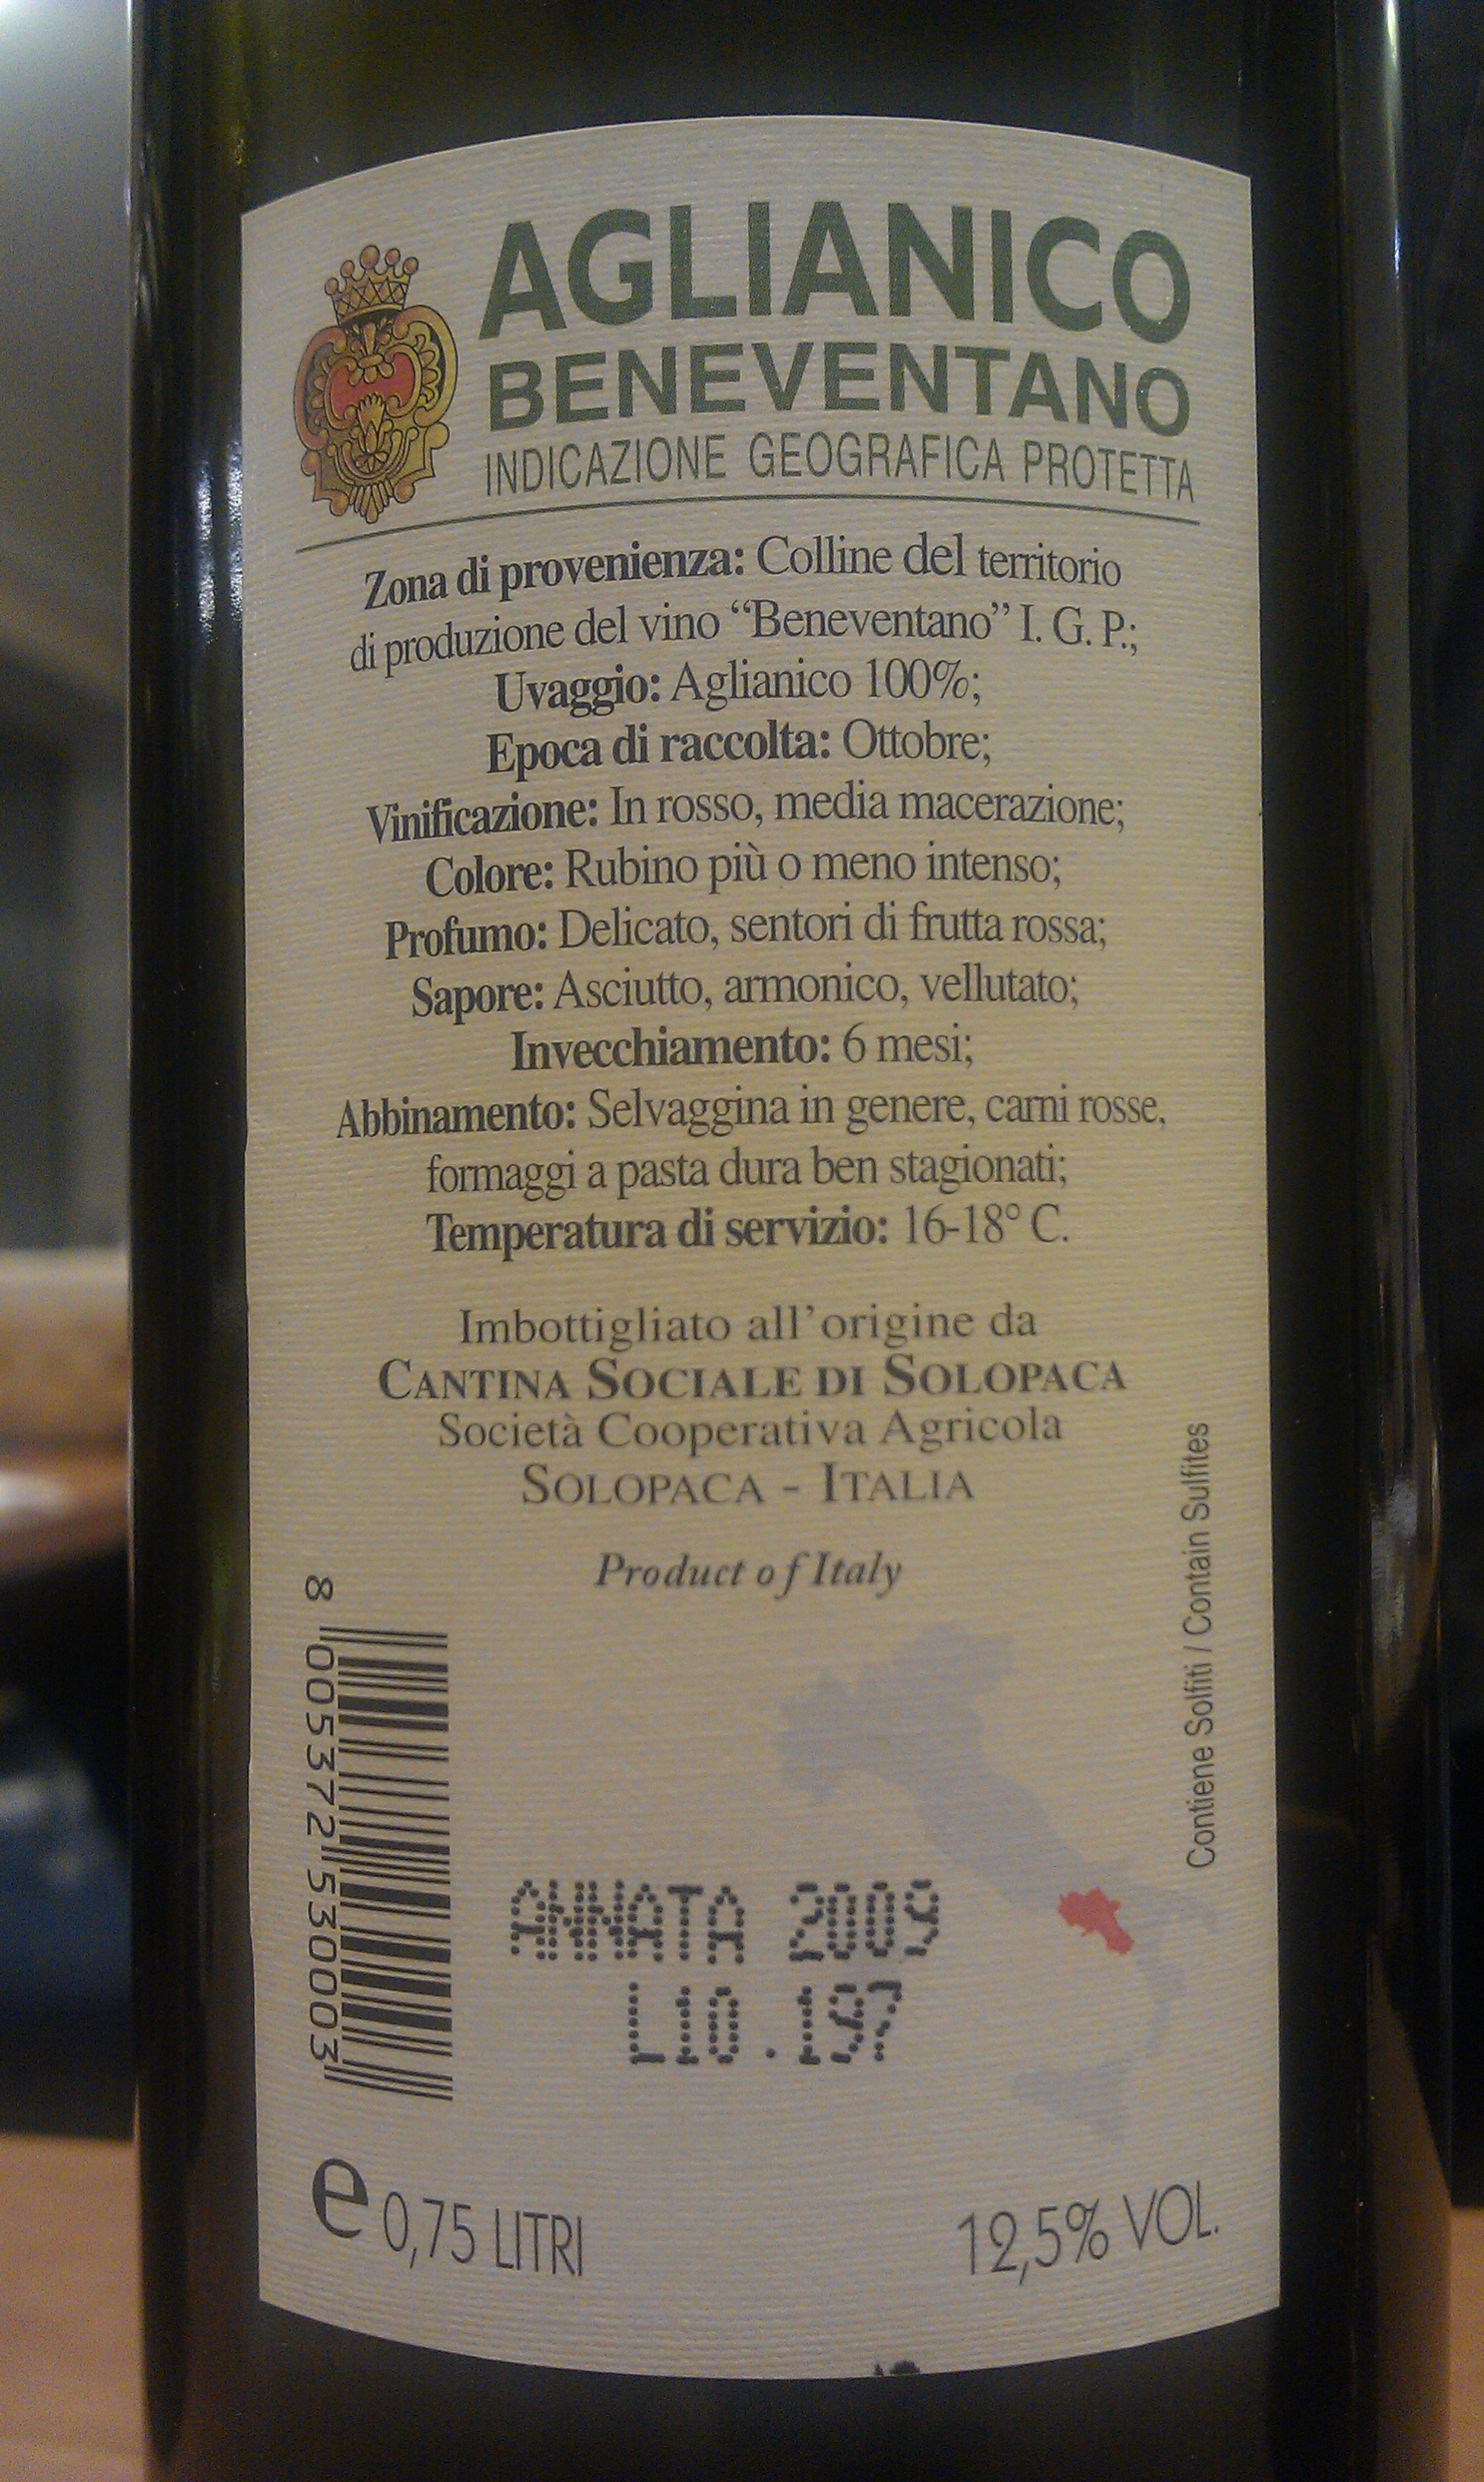 AGLIANICO
BENEVENTANO
INDICAZIONE GEOGRAFICA PROTETTA
Zona di provenienza: Colline del territorio
di produzione del vino “Beneventano” I. G. P.;
Uvaggio: Aglianico 100%;
Epoca di raccolta: Ottobre;
Vinificazione: In rosso, media macerazione;
Colore: Rubino più o meno intenso;
Profumo: Delicato, sentori di frutta rossa;
Sapore: Asciutto, armonico, vellutato;
Invecchiamento: 6 mesi;
Abbinamento: Selvaggina in genere, carni rosse,
formaggi a pasta dura ben stagionati;
Temperatura di servizio: 16-18° C.
Imbottigliato all’origine da
CANTINA SOCIALE DI SOLOPACA
Società Cooperativa Agricola
SOLOPACA - ITALIA
Product of Italy
Contiene Solfiti / Contain Sulfites
8 005372 530003
ANNATA 2009
L10.197
e 0,75 LITRI
12,5% VOL.